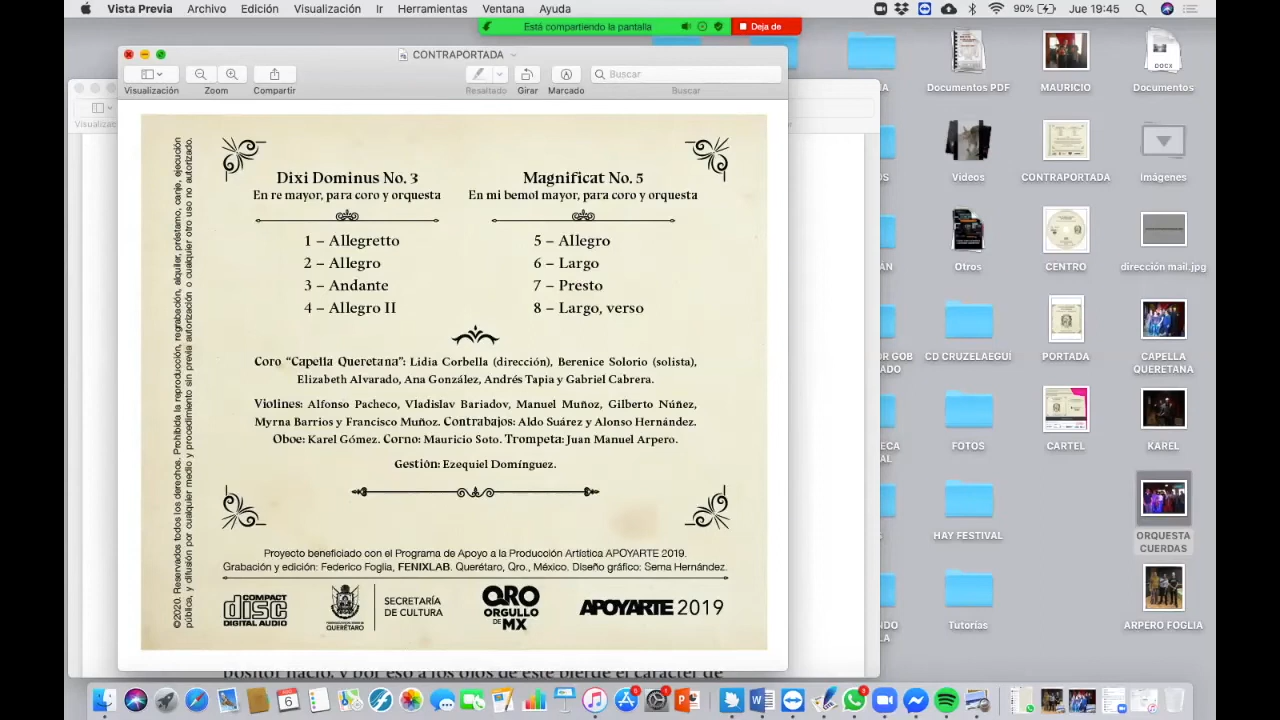 Vista Previa Archivo Edición Visualización Ir Herramientas Ventana Ayuda
90% Jue 19:45
Está compartiendo la pantalla
Deja de
CONTRAPORTADA
Visualización Zoom Compartir Resaltado Girar Marcado Buscar
Buscar
Dixi Dominus No. 3
En re mayor, para coro y orquesta
1 – Allegretto
2 – Allegro
3 – Andante
4 – Allegro II
Magnificat No. 5
En mi bemol mayor, para coro y orquesta
5 – Allegro
6 – Largo
7 – Presto
8 – Largo, verso
Coro “Capella Queretana”: Lidia Corbella (dirección), Berenice Solorio (solista),
Elizabeth Alvarado, Ana González, Andrés Tapia y Gabriel Cabrera.
Violines: Alfonso Pacheco, Vladislav Bariadov, Manuel Muñoz, Gilberto Núñez,
Myrna Barrios y Francisco Muñoz. Contrabajos: Aldo Suárez y Alonso Hernández.
Oboe: Karel Gómez. Corno: Mauricio Soto. Trompeta: Juan Manuel Arpero.
Gestión: Ezequiel Domínguez.
Proyecto beneficiado con el Programa de Apoyo a la Producción Artística APOYARTE 2019.
Grabación y edición: Federico Foglia, FENIXLAB. Querétaro, Qro., México. Diseño gráfico: Sema Hernández.
COMPACT
disc
DIGITAL AUDIO
QUERÉTARO
SECRETARÍA
DE CULTURA
QRO
ORGULLO
DE MX
APOYARTE 2019
©2020. Reservados todos los derechos. Prohibida la reproducción, regrabación, alquiler, préstamo, canje, ejecución
pública, y difusión por cualquier medio y procedimiento sin previa autorización o cualquier otro uso no autorizado.
Documentos PDF
MAURICIO
DOCX
Documentos
Videos
CONTRAPORTADA
Imágenes
Otros
CENTRO
dirección mail.jpg
CD CRUZELAEGUI
PORTADA
CAPELLA
QUERETANA
FOTOS
CARTEL
KAREL
HAY FESTIVAL
ORQUESTA
CUERDAS
Tutorias
ARPERO FOGLIA